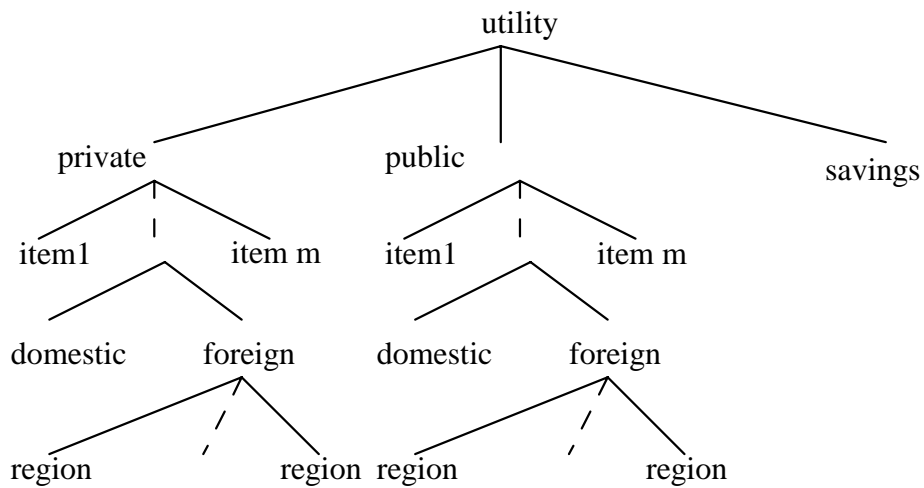 utility
private public savings
item1 item m item1 item m
domestic foreign domestic foreign
region region region region